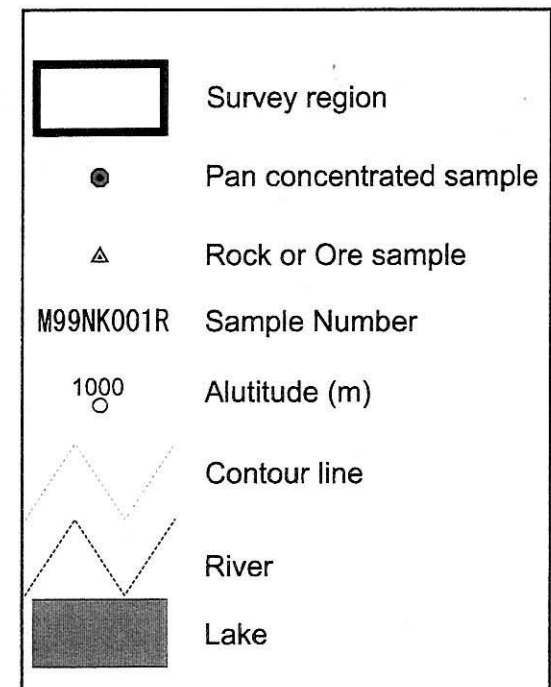 Survey region
Pan concentrated sample
Rock or Ore sample
M99NK001R Sample Number
1000 Alutitude (m)
Contour line
River
Lake